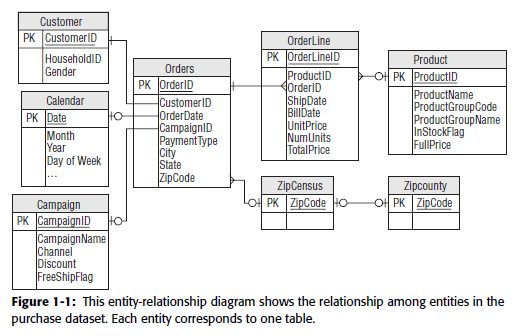 Customer
PK CustomerID
HouseholdID
Gender
Calendar
PK Date
Month
Year
Day of Week
...
Campaign
PK CampaignID
CampaignName
Channel
Discount
FreeShipFlag
Orders
PK OrderID
CustomerID
OrderDate
CampaignID
PaymentType
City
State
ZipCode
OrderLine
PK OrderLineID
ProductID
OrderID
ShipDate
BillDate
UnitPrice
NumUnits
TotalPrice
Product
PK ProductID
ProductName
ProductGroupCode
ProductGroupName
InStockFlag
FullPrice
ZipCensus
PK ZipCode
Zipcounty
PK ZipCode
Figure 1-1: This entity-relationship diagram shows the relationship among entities in the
purchase dataset. Each entity corresponds to one table.